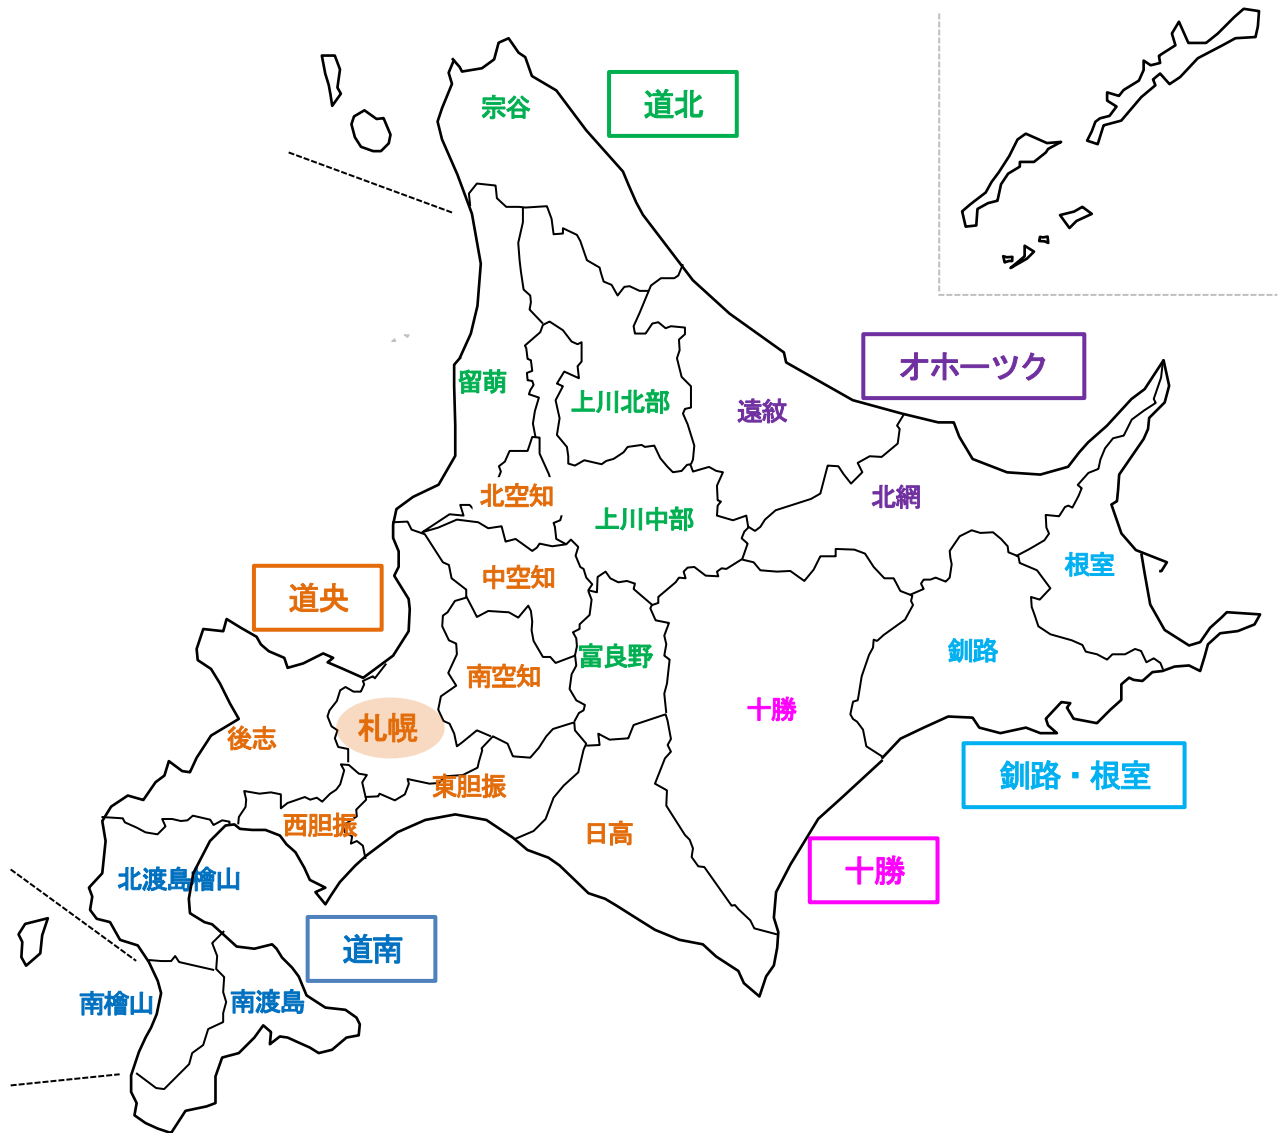 道北
宗谷
オホーツク
留萌
上川北部
遠紋
北空知
上川中部
北網
中空知
根室
道央
南空知
富良野
釧路
札幌
十勝
後志
東胆振
釧路・根室
西胆振
日高
十勝
北渡島檜山
道南
南檜山
南渡島